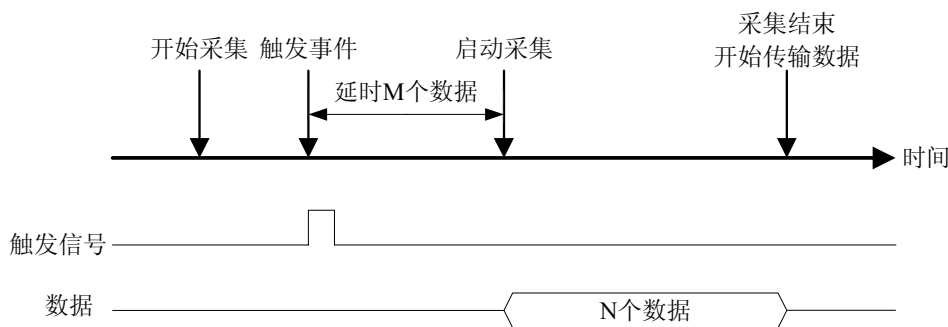 采集结束
开始采集 触发事件 启动采集 开始传输数据
延时M个数据
时间
触发信号
数据 N个数据